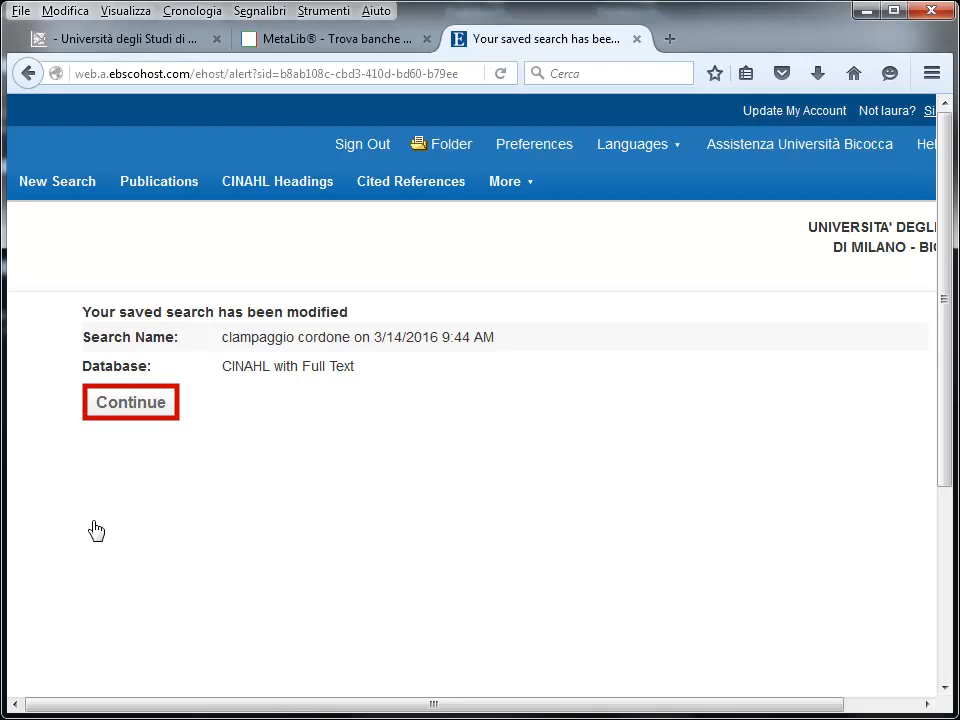 File Modifica Visualizza Cronologia Segnalibri Strumenti Aiuto
- Università degli Studi di ... MetaLib® - Trova banche ... Your saved search has bee...
web.a.ebscohost.com/ehost/alert?sid=b8ab108c-cbd3-410d-bd60-b79ee Cerca
Update My Account Not laura? Si
Sign Out Folder Preferences Languages Assistenza Università Bicocca Hel
New Search Publications CINAHL Headings Cited References More
UNIVERSITA' DEGLI
DI MILANO - BIC
Your saved search has been modified
Search Name: clampaggio cordone on 3/14/2016 9:44 AM
Database: CINAHL with Full Text
Continue